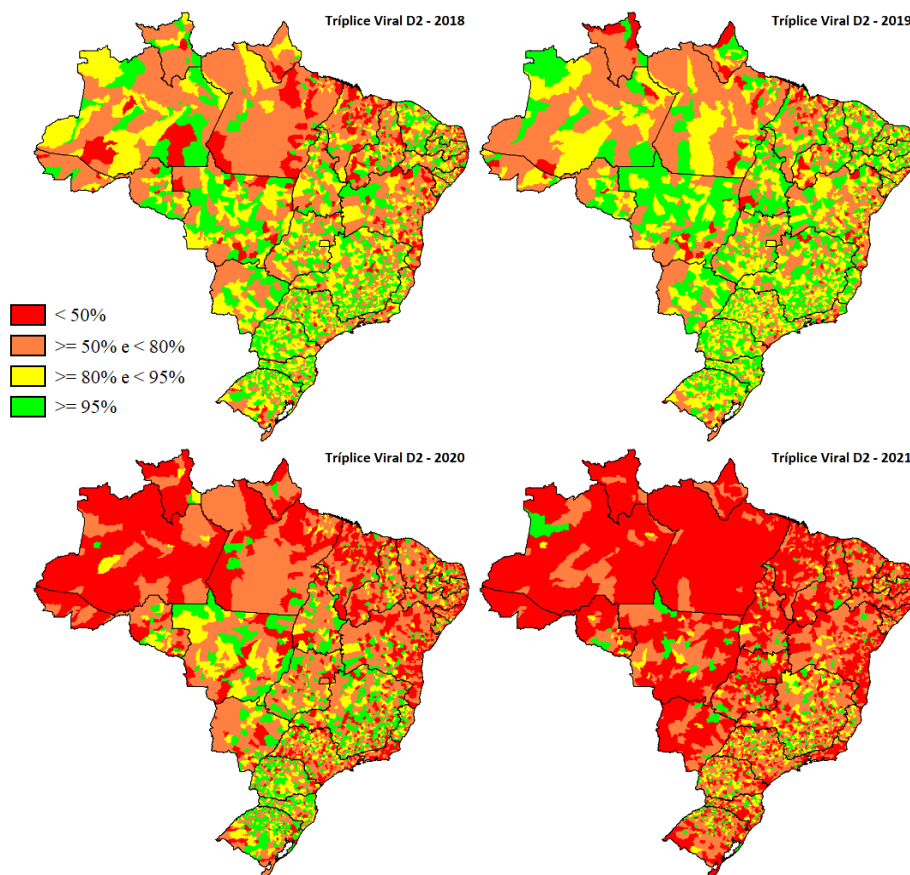 Tríplice Viral D2 - 2018
Tríplice Viral D2 - 2019
< 50%
>= 50% e < 80%
>= 80% e < 95%
>= 95%
Tríplice Viral D2 - 2020
Tríplice Viral D2 - 2021